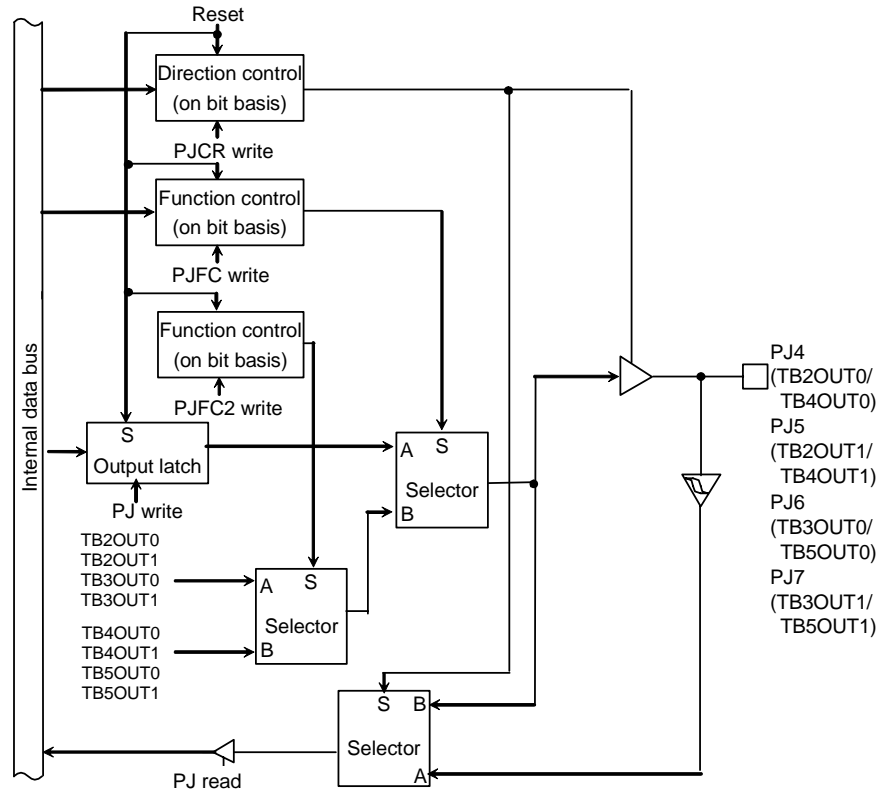 Reset
Direction control
(on bit basis)
PJCR write
Function control
(on bit basis)
PJFC write
Function control
(on bit basis)
PJFC2 write
Internal data bus
S
Output latch
PJ write
A
S
Selector
B
TB2OUT0
TB2OUT1
TB3OUT0
TB3OUT1
A
S
Selector
B
TB4OUT0
TB4OUT1
TB5OUT0
TB5OUT1
S
B
Selector
A
PJ read
PJ4
(TB2OUT0/
TB4OUT0)
PJ5
(TB2OUT1/
TB4OUT1)
PJ6
(TB3OUT0/
TB5OUT0)
PJ7
(TB3OUT1/
TB5OUT1)